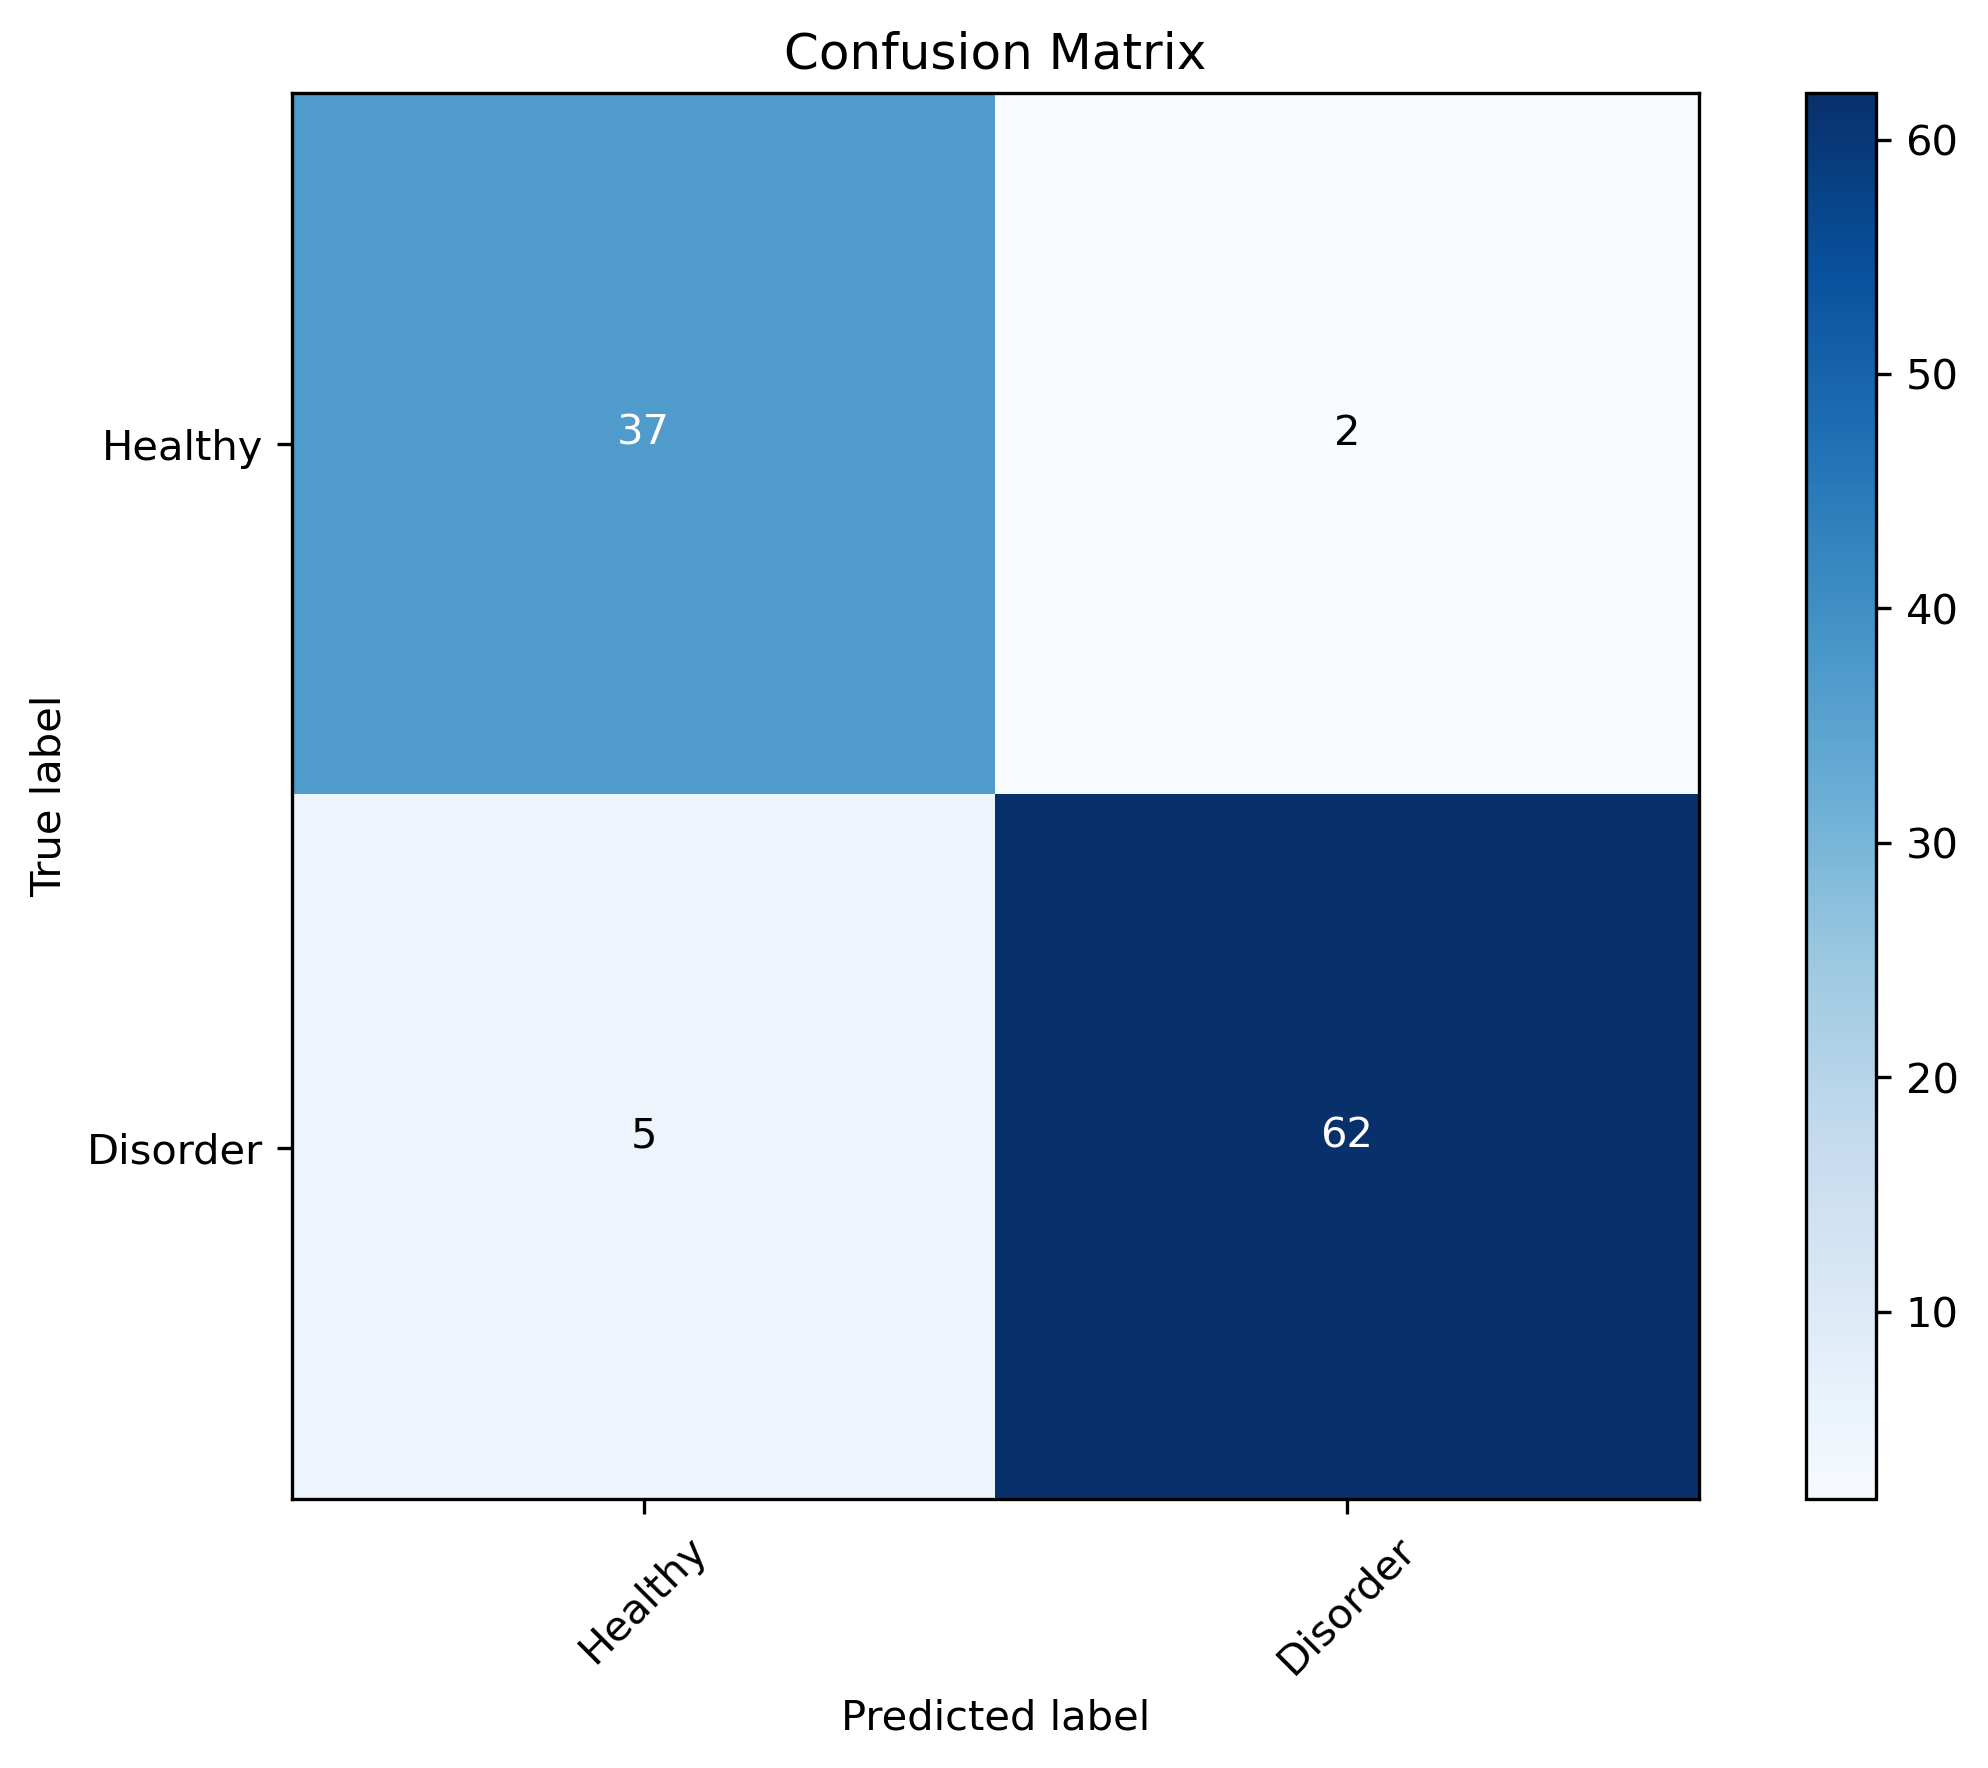 Confusion Matrix
True label
Healthy
Disorder
37
2
5
62
Healthy
Disorder
Predicted label
60
50
40
30
20
10